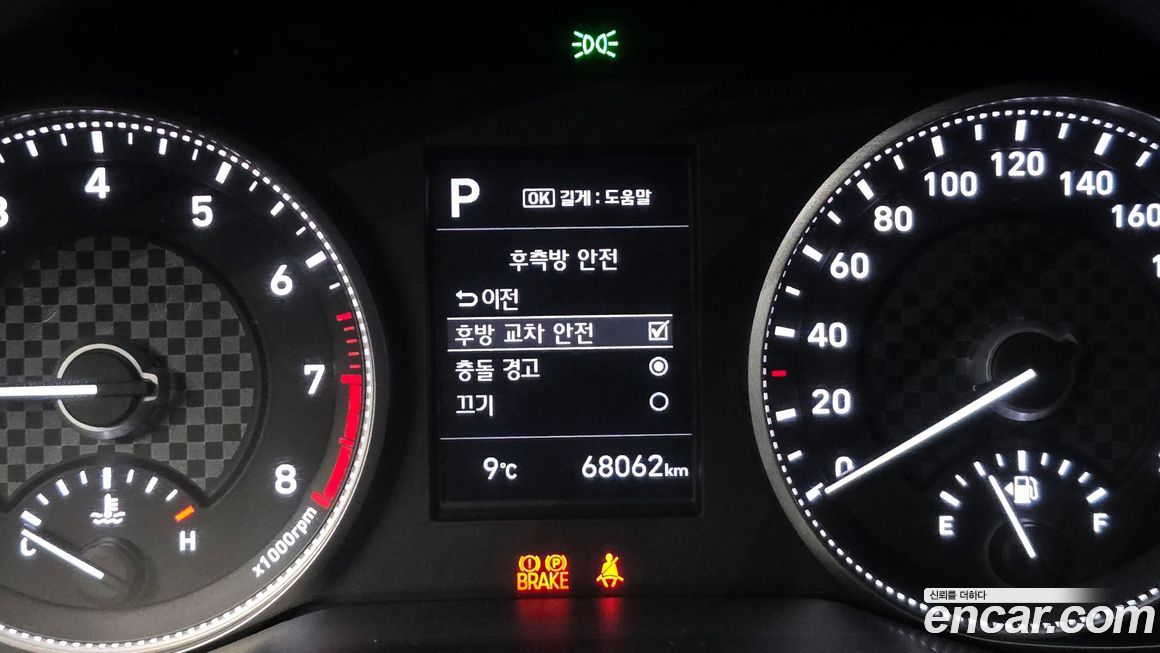 P
OK 길게 : 도움말
후측방 안전
이전
후방 교차 안전
충돌 경고
끄기
9℃ 68062km
3 4 5 6 7 8
x1000rpm
C H
0 20 40 60 80 100 120 140 160
E F
BRAKE
신뢰를 더하다
encar.com